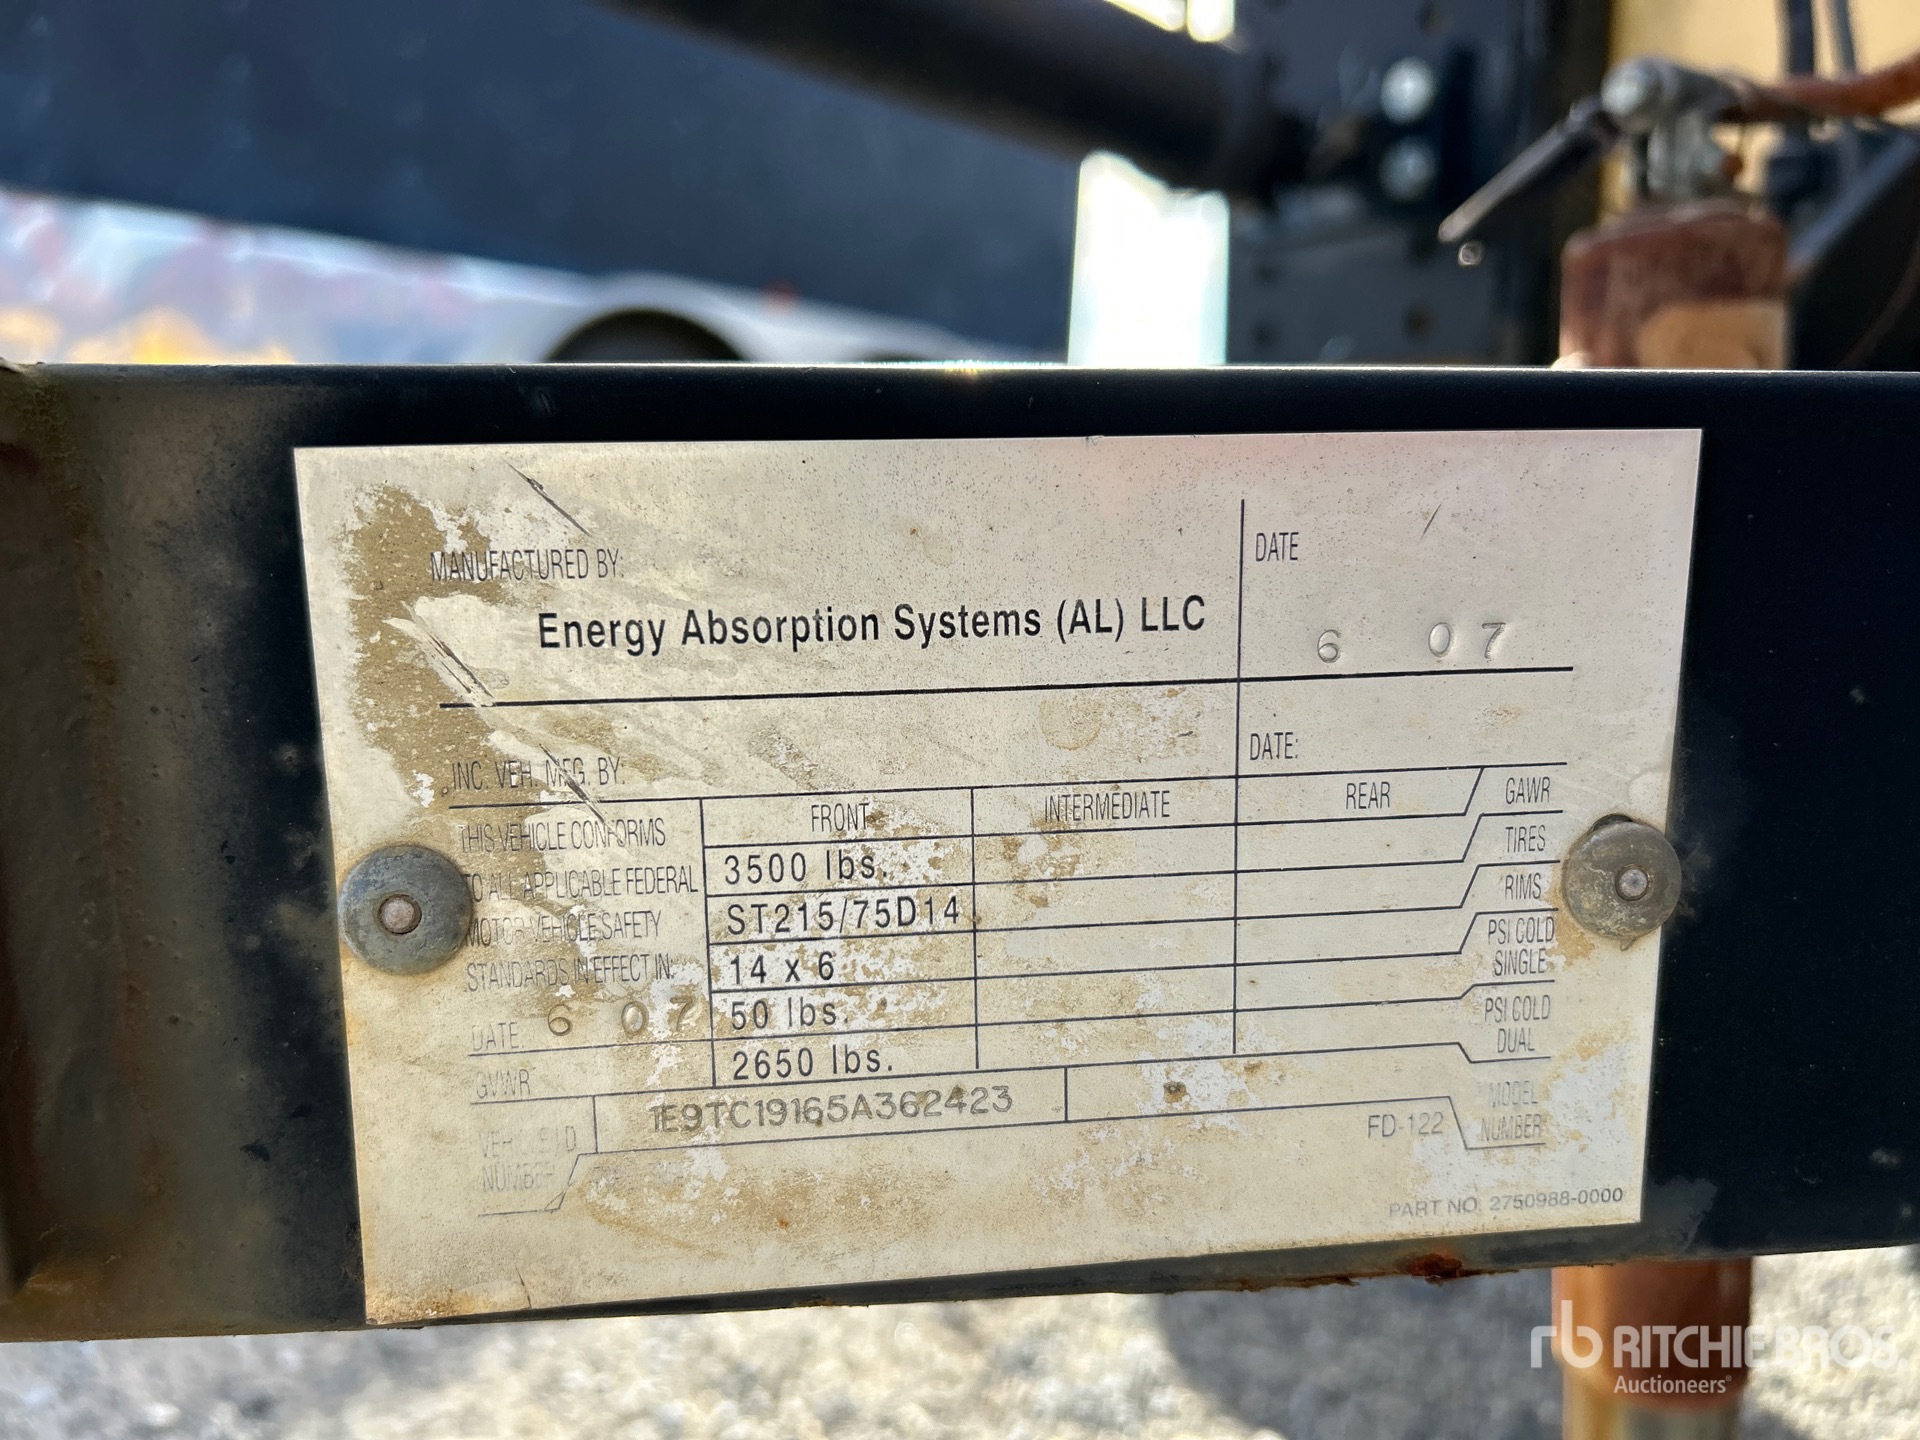 MANUFACTURED BY:
Energy Absorption Systems (AL) LLC
DATE
6 07
INC. VEH. MFG. BY:
DATE:
FRONT INTERMEDIATE REAR GAWR
THIS VEHICLE CONFORMS
TO ALL APPLICABLE FEDERAL
MOTOR VEHICLE SAFETY
STANDARDS IN EFFECT IN:
DATE: 6 07
3500 lbs.
TIRES
ST215/75D14
RIMS
14 x 6
PSI COLD
SINGLE
50 lbs.
PSI COLD
DUAL
GVWR
2650 lbs.
VEHICLE I.D.
NUMBER
1E9TC19165A362423
FD-122
MODEL
NUMBER
PART NO. 2750988-0000
rb RITCHIE BROS.
Auctioneers®